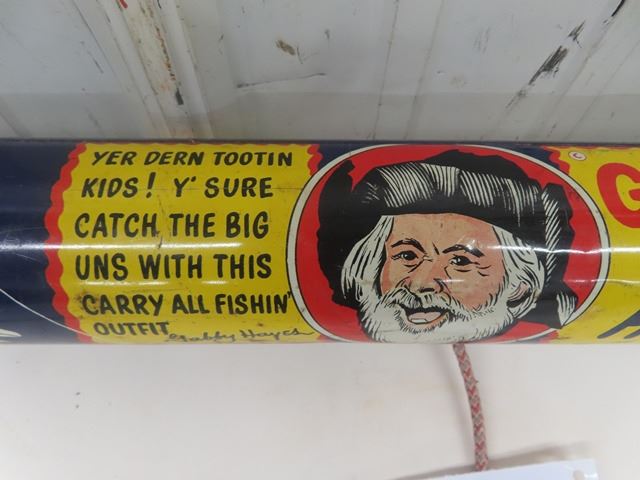 YER DERN TOOTIN
KIDS! Y' SURE
CATCH THE BIG
UNS WITH THIS
CARRY ALL FISHIN'
OUTFIT
Gabby Hayes
©
G